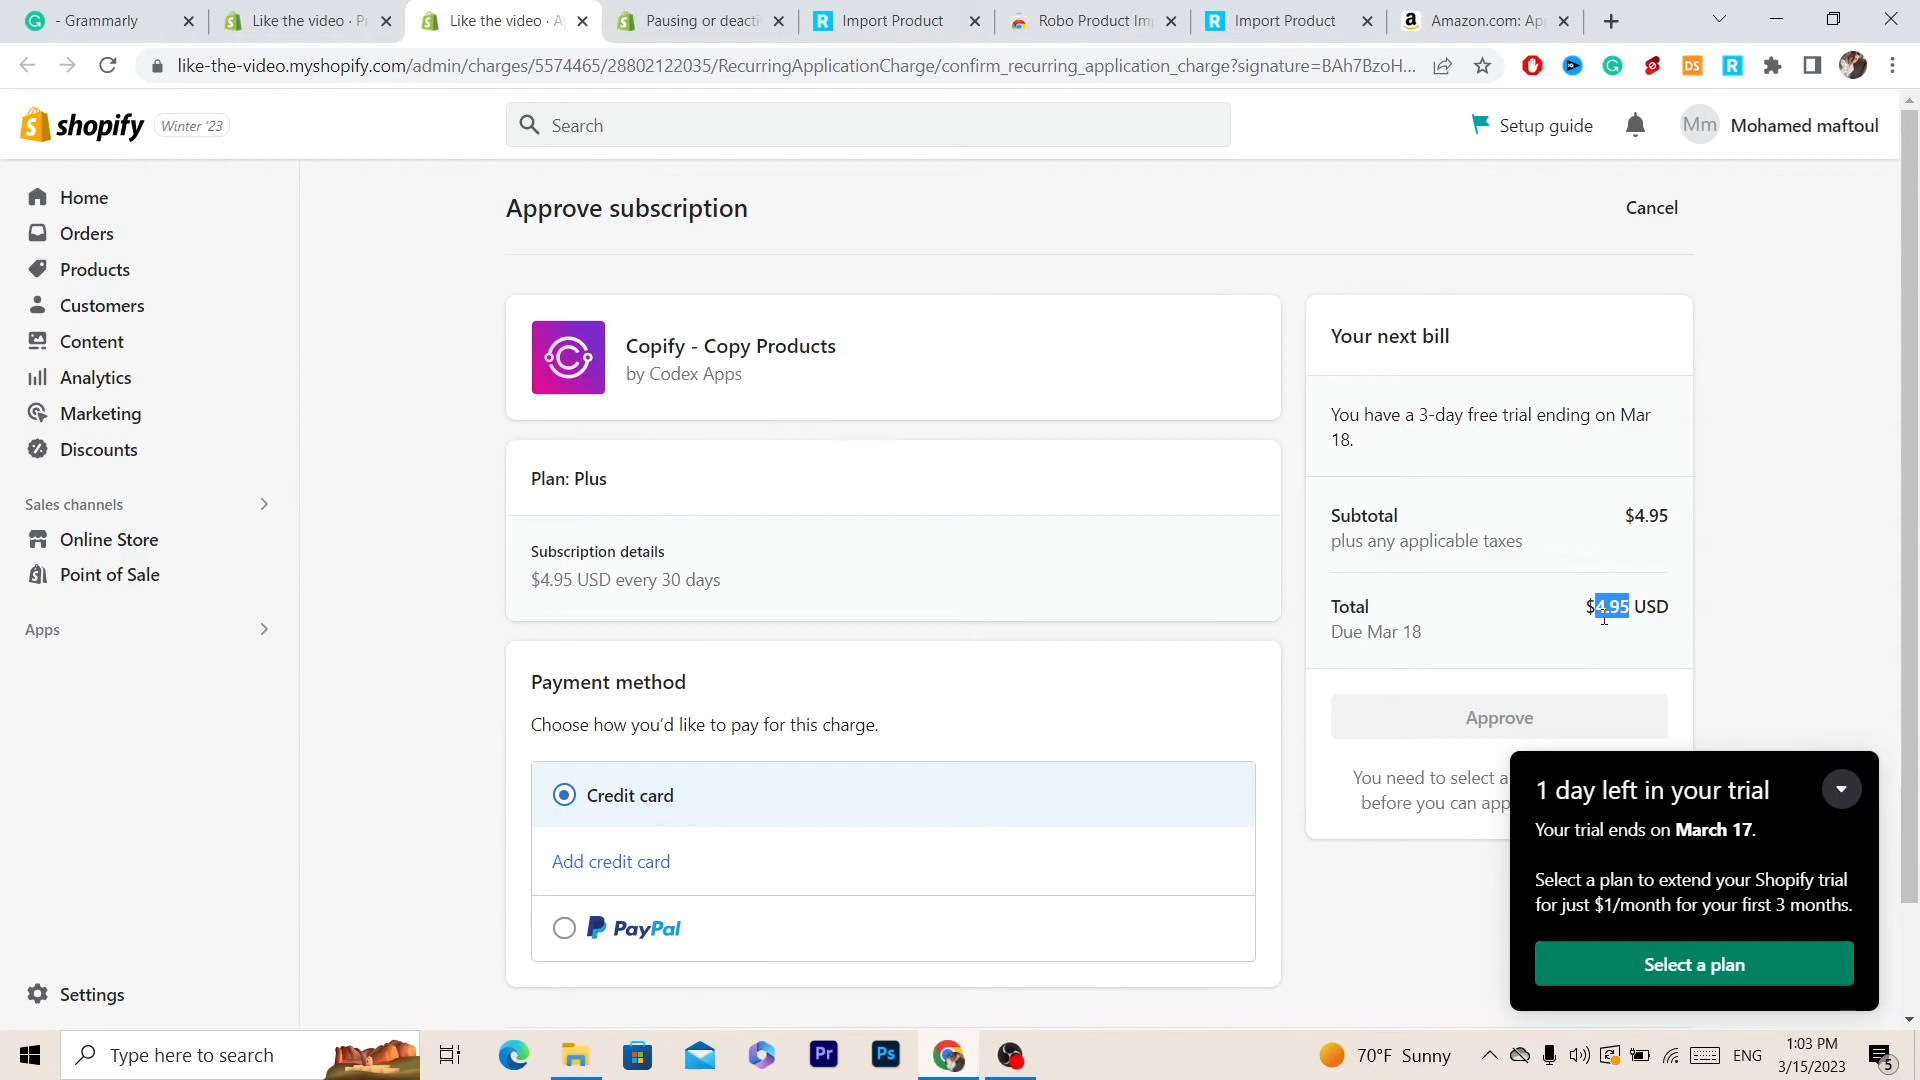 - Grammarly
Like the video · Pr
Like the video · A
Pausing or deacti
Import Product
Robo Product Im
Import Product
Amazon.com: Ap
like-the-video.myshopify.com/admin/charges/5574465/28802122035/RecurringApplicationCharge/confirm_recurring_application_charge?signature=BAh7BzoH...
shopify
Winter '23
Search
Setup guide
Mm
Mohamed maftoul
Home
Orders
Products
Customers
Content
Analytics
Marketing
Discounts
Sales channels
Online Store
Point of Sale
Apps
Settings
Approve subscription
Cancel
Copify - Copy Products
by Codex Apps
Plan: Plus
Subscription details
$4.95 USD every 30 days
Payment method
Choose how you'd like to pay for this charge.
Credit card
Add credit card
PayPal
Your next bill
You have a 3-day free trial ending on Mar
18.
Subtotal $4.95
plus any applicable taxes
Total $4.95 USD
Due Mar 18
Approve
You need to select a
before you can app
1 day left in your trial
Your trial ends on March 17.
Select a plan to extend your Shopify trial
for just $1/month for your first 3 months.
Select a plan
Type here to search
Pr
Ps
70°F Sunny
ENG
1:03 PM
3/15/2023
5